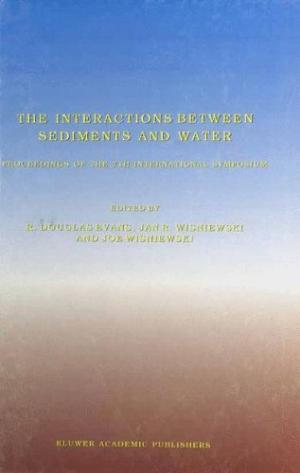 THE INTERACTIONS BETWEEN
SEDIMENTS AND WATER
PROCEEDINGS OF THE 7TH INTERNATIONAL SYMPOSIUM
EDITED BY
R. DOUGLAS EVANS, JAN R. WISNIEWSKI
AND JOE WISNIEWSKI
KLUWER ACADEMIC PUBLISHERS